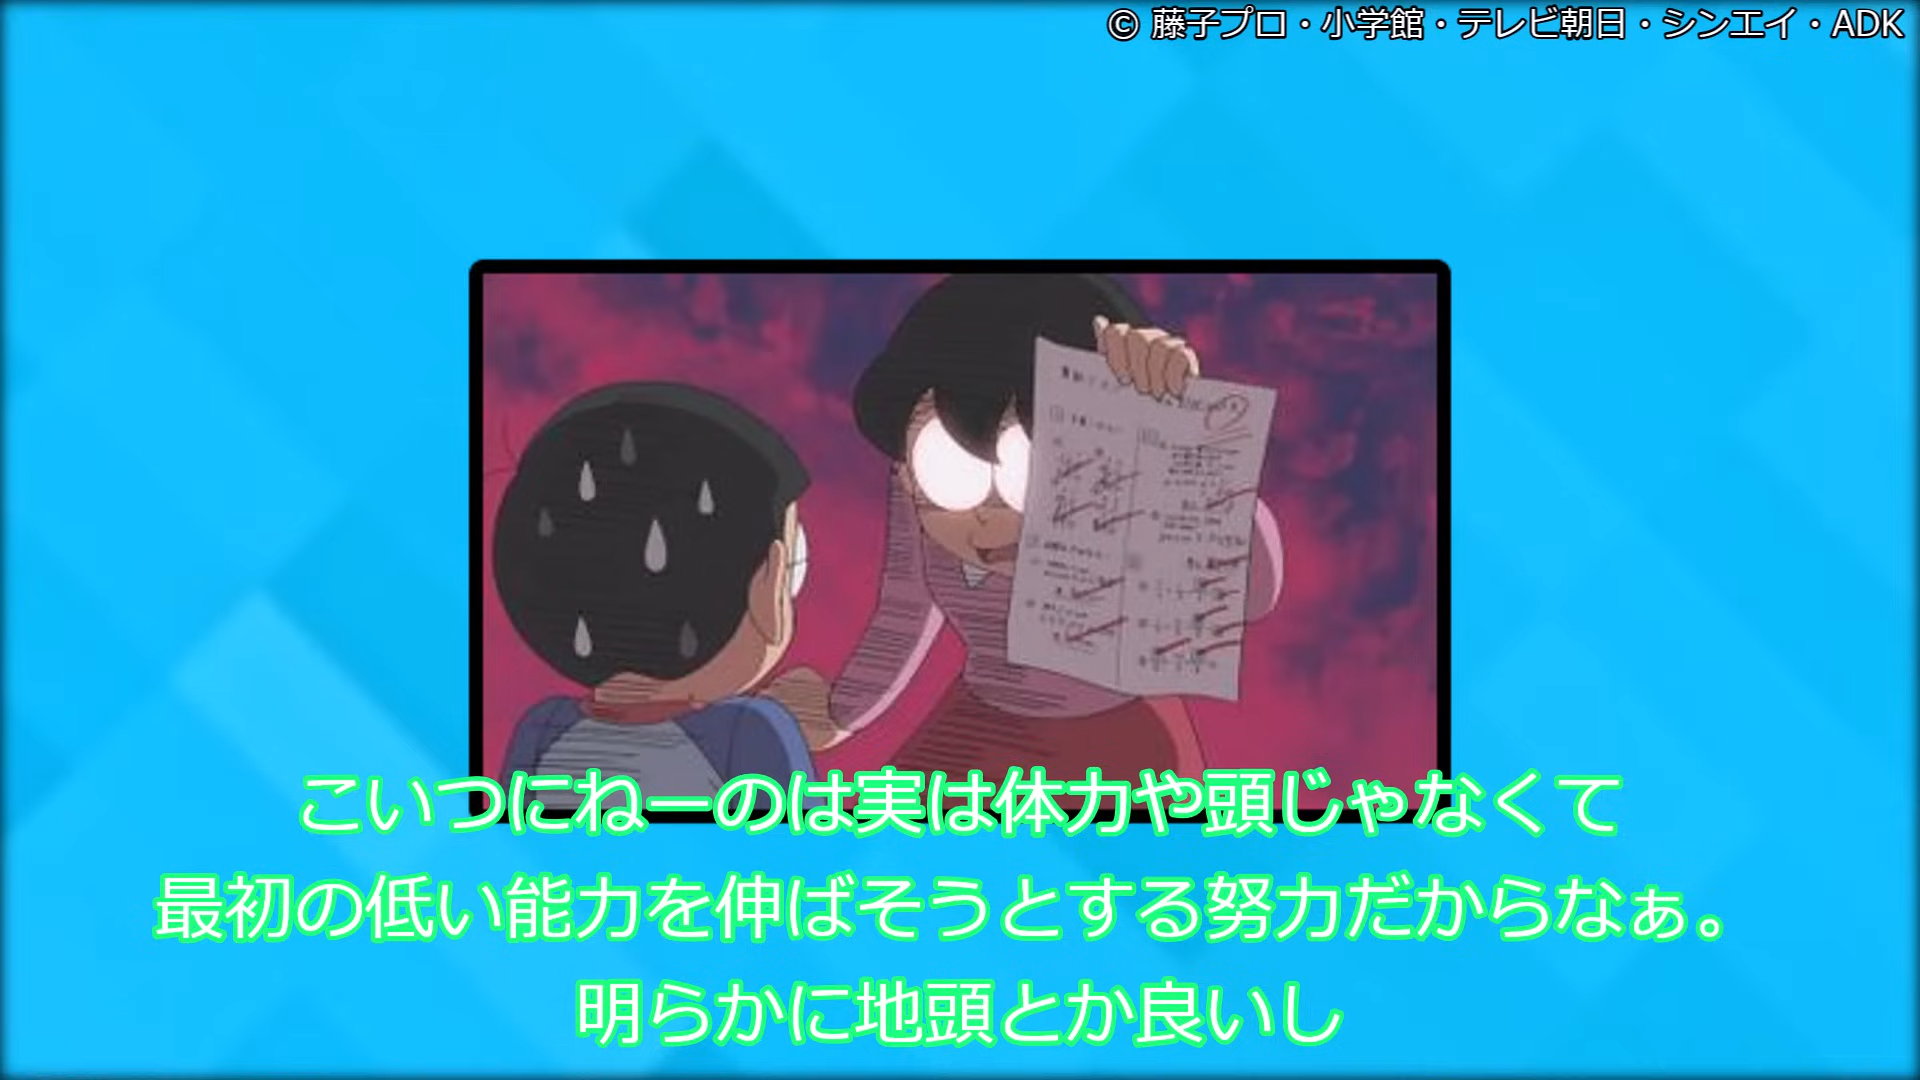 © 藤子プロ・小学館・テレビ朝日・シンエイ・ADK
こいつにねーのは実は体力や頭じゃなくて
最初の低い能力を伸ばそうとする努力だからなぁ。
明らかに地頭とか良いし